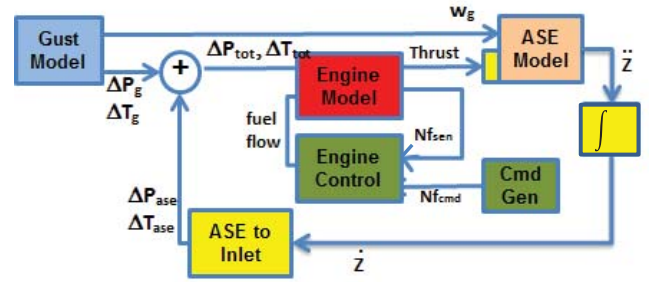 w_g
Gust
Model
ΔP_g
ΔT_g
+
ΔP_tot, ΔT_tot
Engine
Model
Thrust
ASE
Model
z̈
∫
fuel
flow
Nf_sen
Engine
Control
Nf_cmd
Cmd
Gen
ΔP_ase
ΔT_ase
ASE to
Inlet
ż